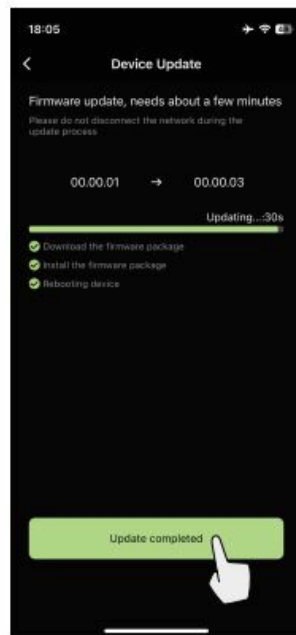 18:05
Device Update
Firmware update, needs about a few minutes
Please do not disconnect the network during the
update process
00.00.01 → 00.00.03
Updating...:30s
Download the firmware package
Install the firmware package
Rebooting device
Update completed